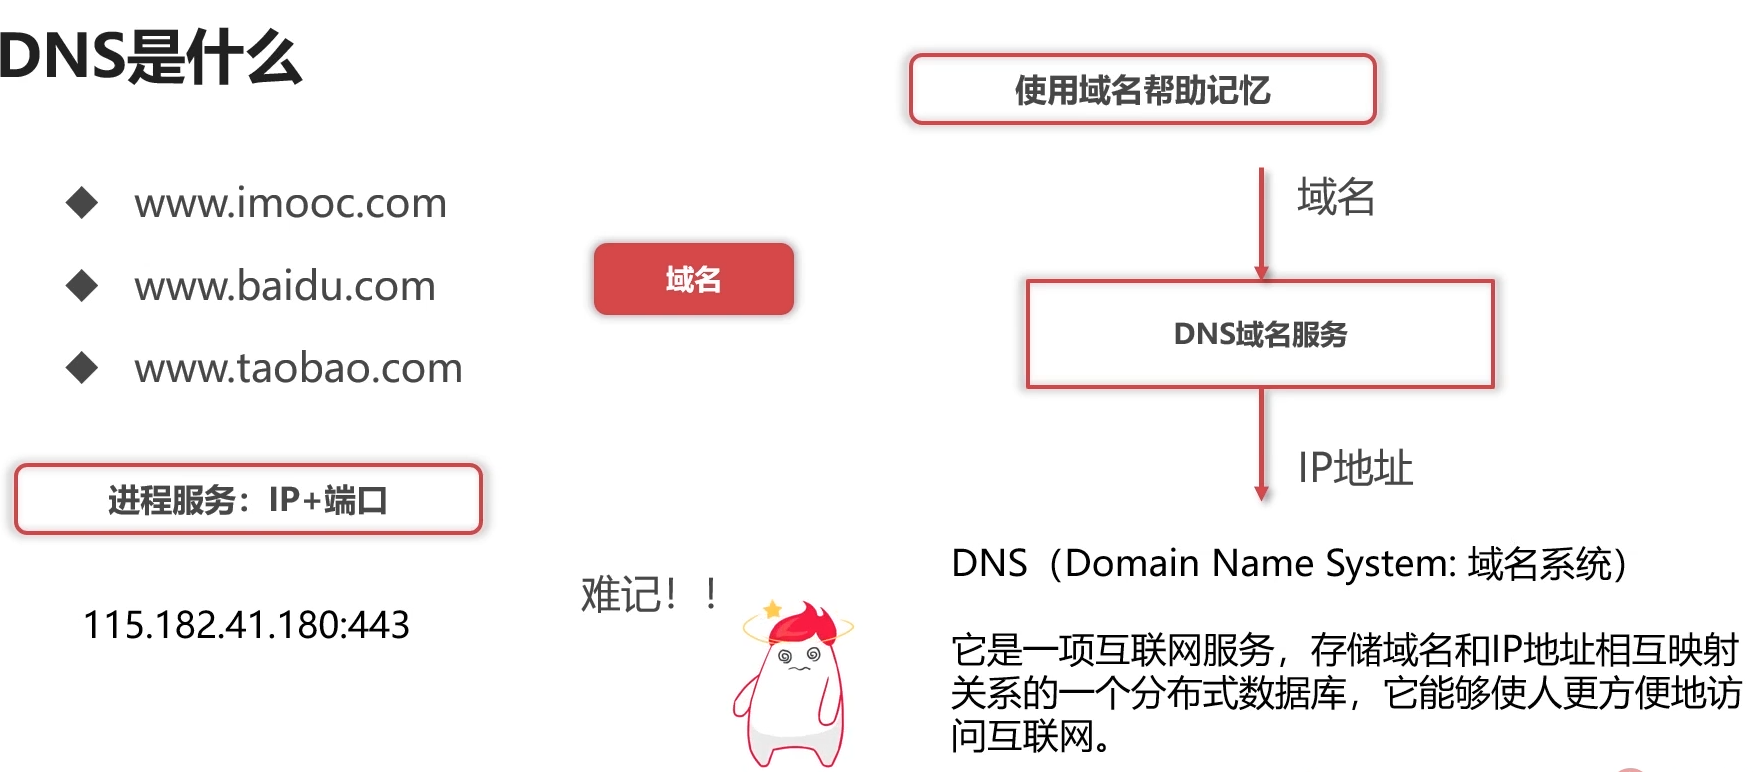 DNS是什么
www.imooc.com
www.baidu.com
www.taobao.com
域名
进程服务：IP+端口
115.182.41.180:443
难记！！
使用域名帮助记忆
域名
DNS域名服务
IP地址
DNS（Domain Name System: 域名系统）
它是一项互联网服务，存储域名和IP地址相互映射
关系的一个分布式数据库，它能够使人更方便地访
问互联网。